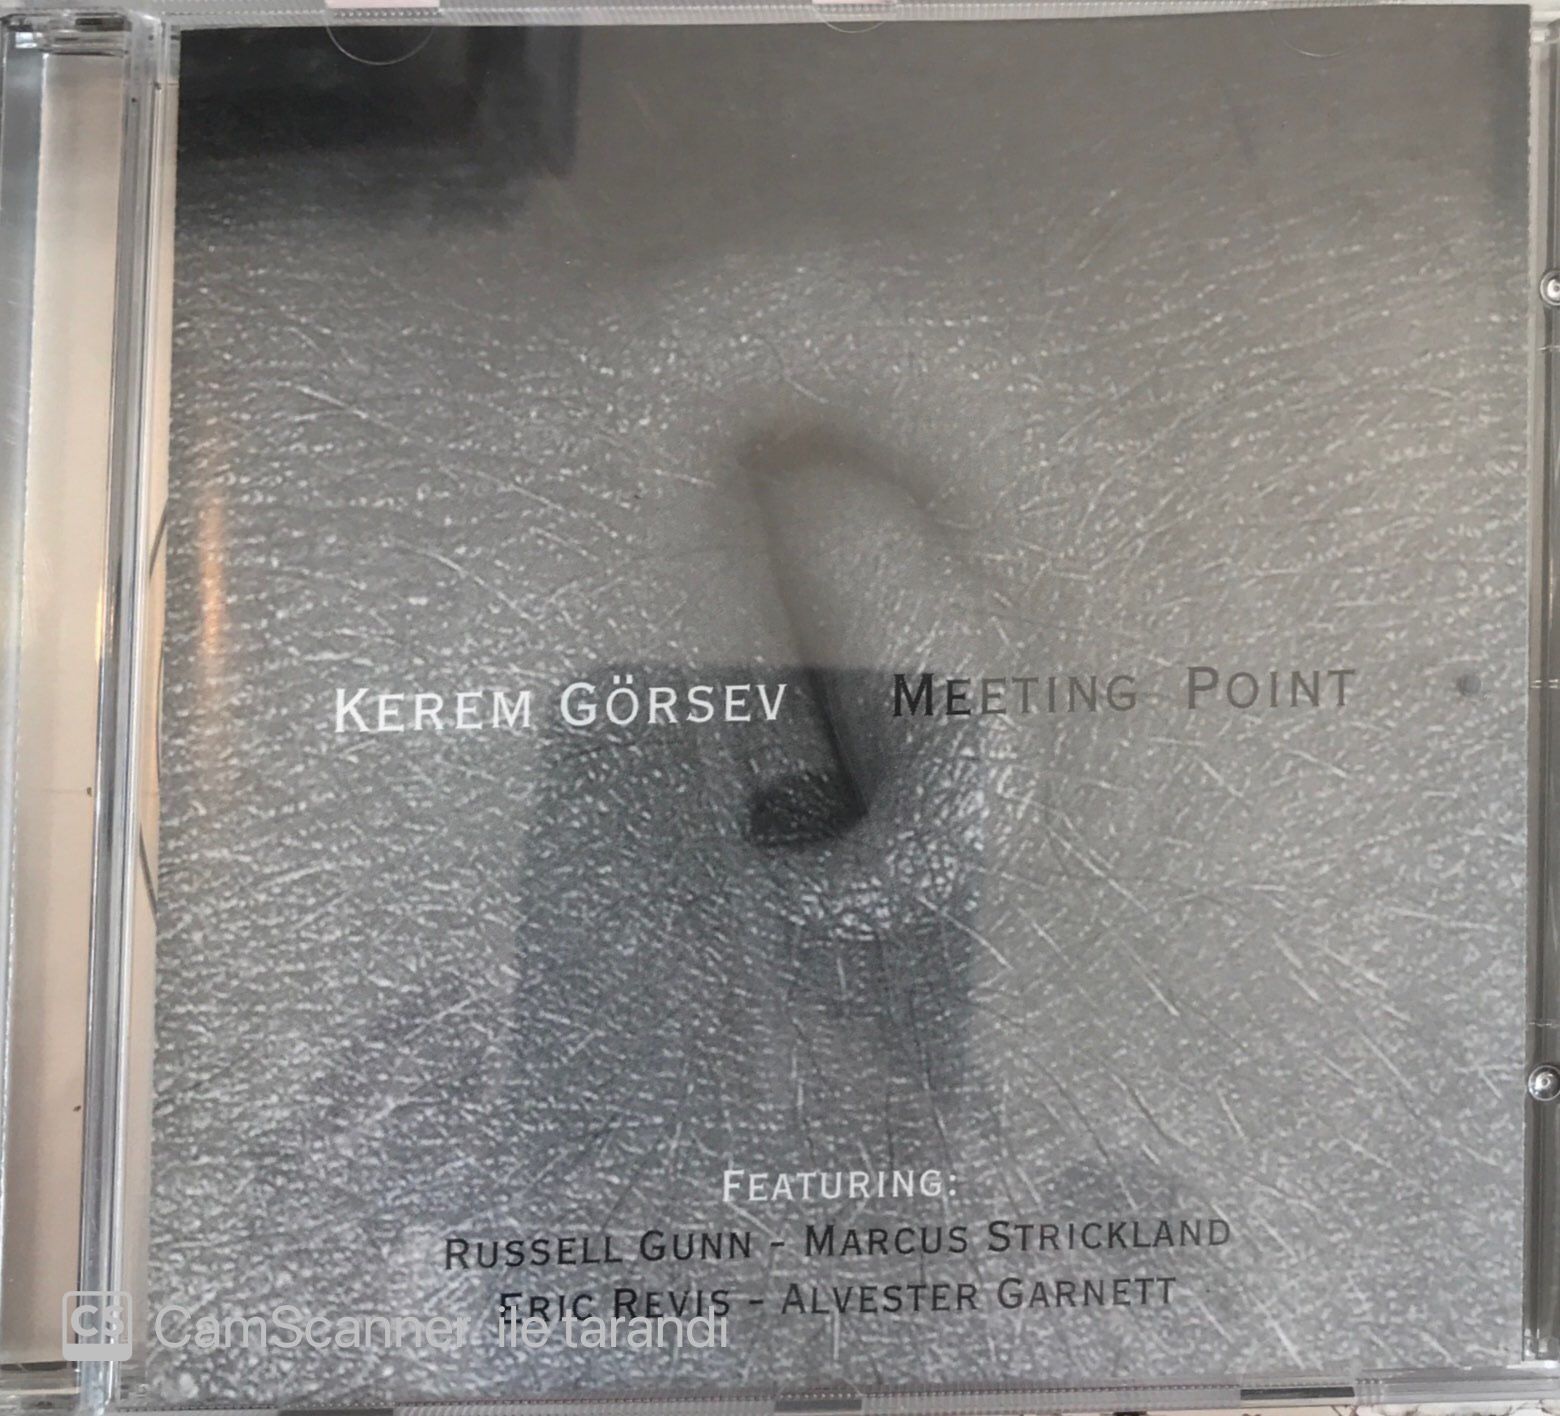 KEREM GÖRSEV MEETING POINT
FEATURING:
RUSSELL GUNN - MARCUS STRICKLAND
ERIC REVIS - ALVESTER GARNETT
CS CamScanner ile tarandı